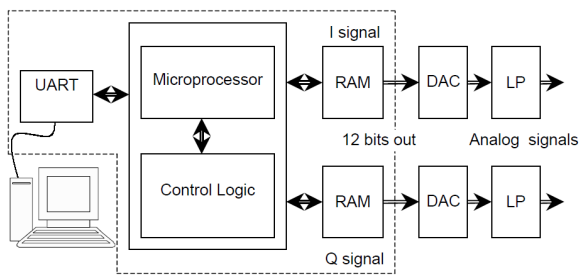 I signal
UART
Microprocessor
RAM
DAC
LP
12 bits out
Analog signals
Control Logic
RAM
DAC
LP
Q signal